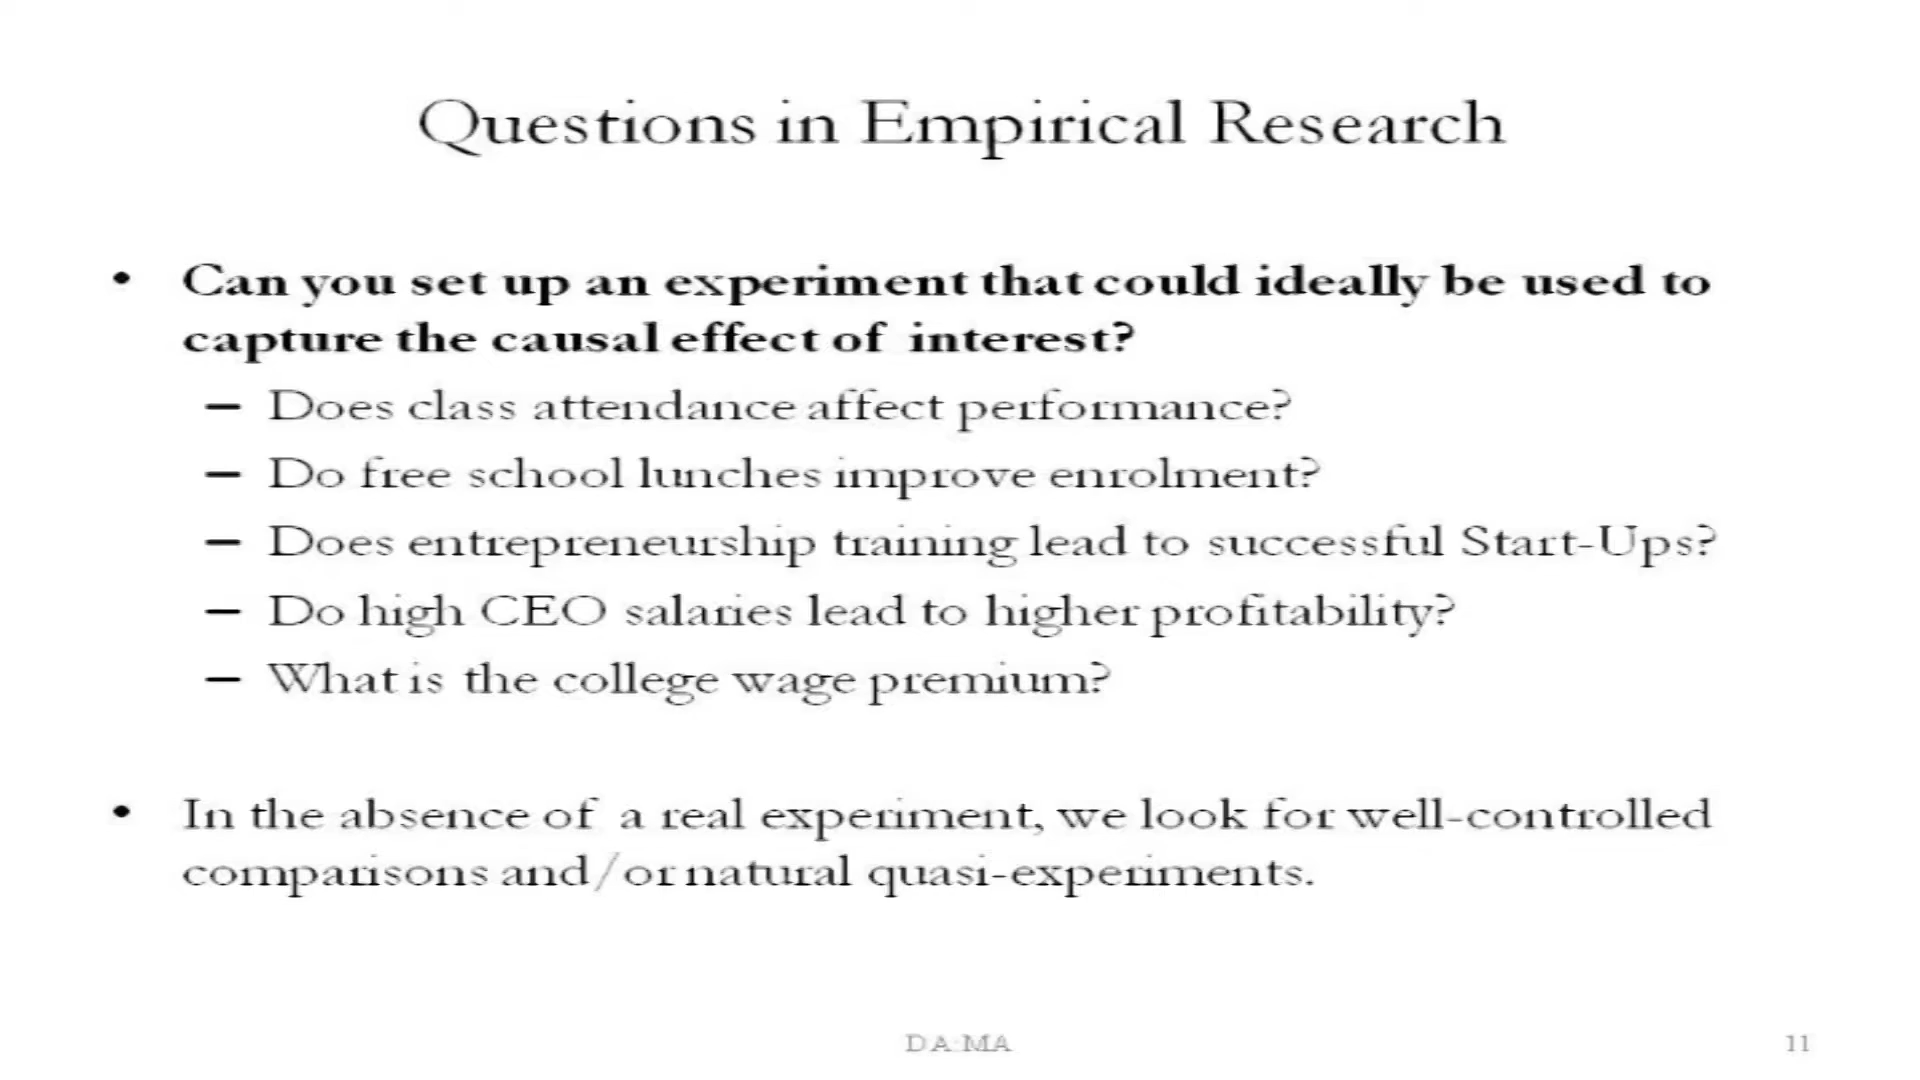 Questions in Empirical Research
• Can you set up an experiment that could ideally be used to
capture the causal effect of interest?
– Does class attendance affect performance?
– Do free school lunches improve enrolment?
– Does entrepreneurship training lead to successful Start-Ups?
– Do high CEO salaries lead to higher profitability?
– What is the college wage premium?
• In the absence of a real experiment, we look for well-controlled
comparisons and/or natural quasi-experiments.
DA:MA
11